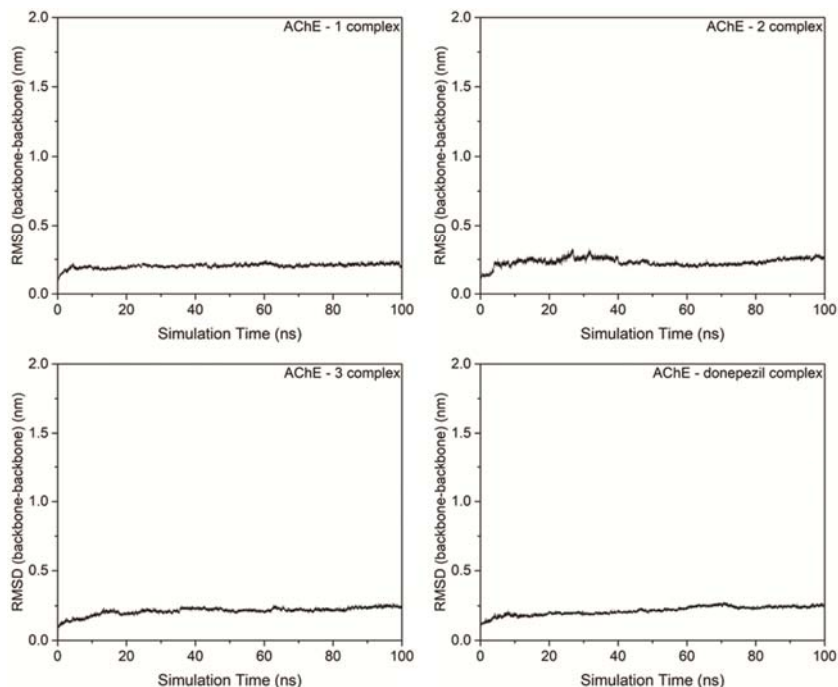 AChE - 1 complex
2.0
1.5
1.0
0.5
0.0
RMSD (backbone-backbone) (nm)
0 20 40 60 80 100
Simulation Time (ns)
AChE - 2 complex
2.0
1.5
1.0
0.5
0.0
RMSD (backbone-backbone) (nm)
0 20 40 60 80 100
Simulation Time (ns)
AChE - 3 complex
2.0
1.5
1.0
0.5
0.0
RMSD (backbone-backbone) (nm)
0 20 40 60 80 100
Simulation Time (ns)
AChE - donepezil complex
2.0
1.5
1.0
0.5
0.0
RMSD (backbone-backbone) (nm)
0 20 40 60 80 100
Simulation Time (ns)